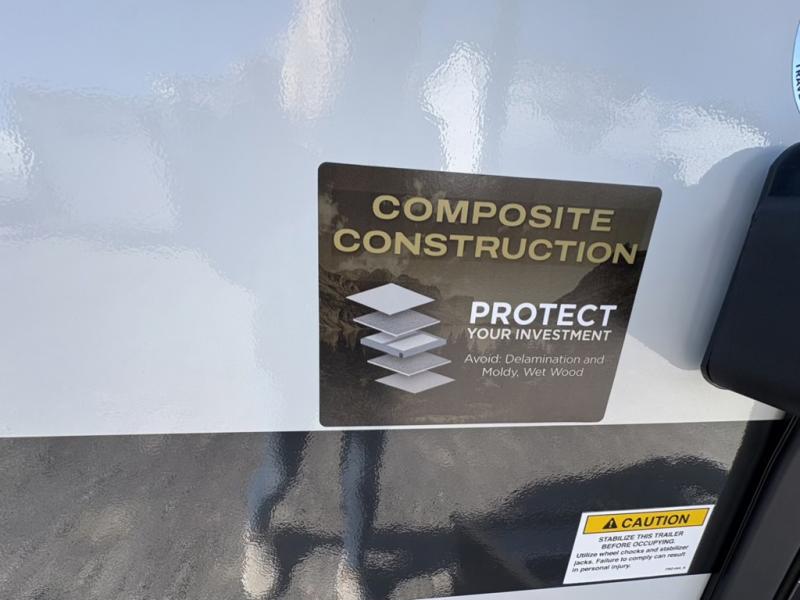 COMPOSITE
CONSTRUCTION
PROTECT
YOUR INVESTMENT
Avoid: Delamination and
Moldy, Wet Wood
CAUTION
STABILIZE THIS TRAILER
BEFORE OCCUPYING.
Utilize wheel chocks and stabilizer
jacks. Failure to comply can result
in personal injury.